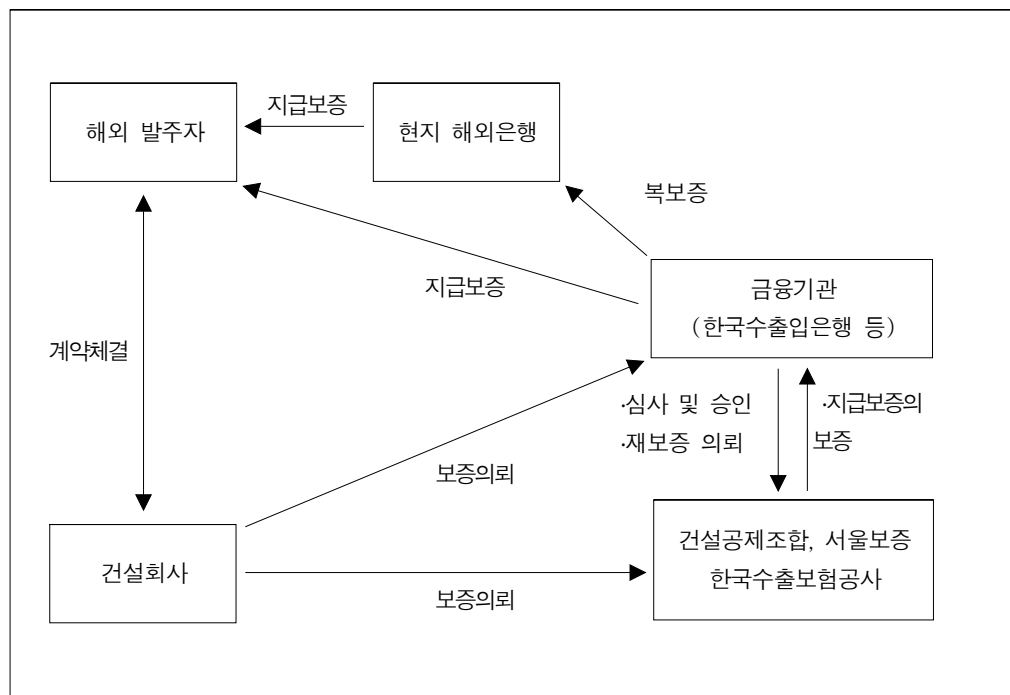 지급보증
해외 발주자
현지 해외은행
복보증
지급보증
금융기관
(한국수출입은행 등)
계약체결
·심사 및 승인
·재보증 의뢰
·지급보증의
보증
보증의뢰
건설회사
건설공제조합, 서울보증
한국수출보험공사
보증의뢰